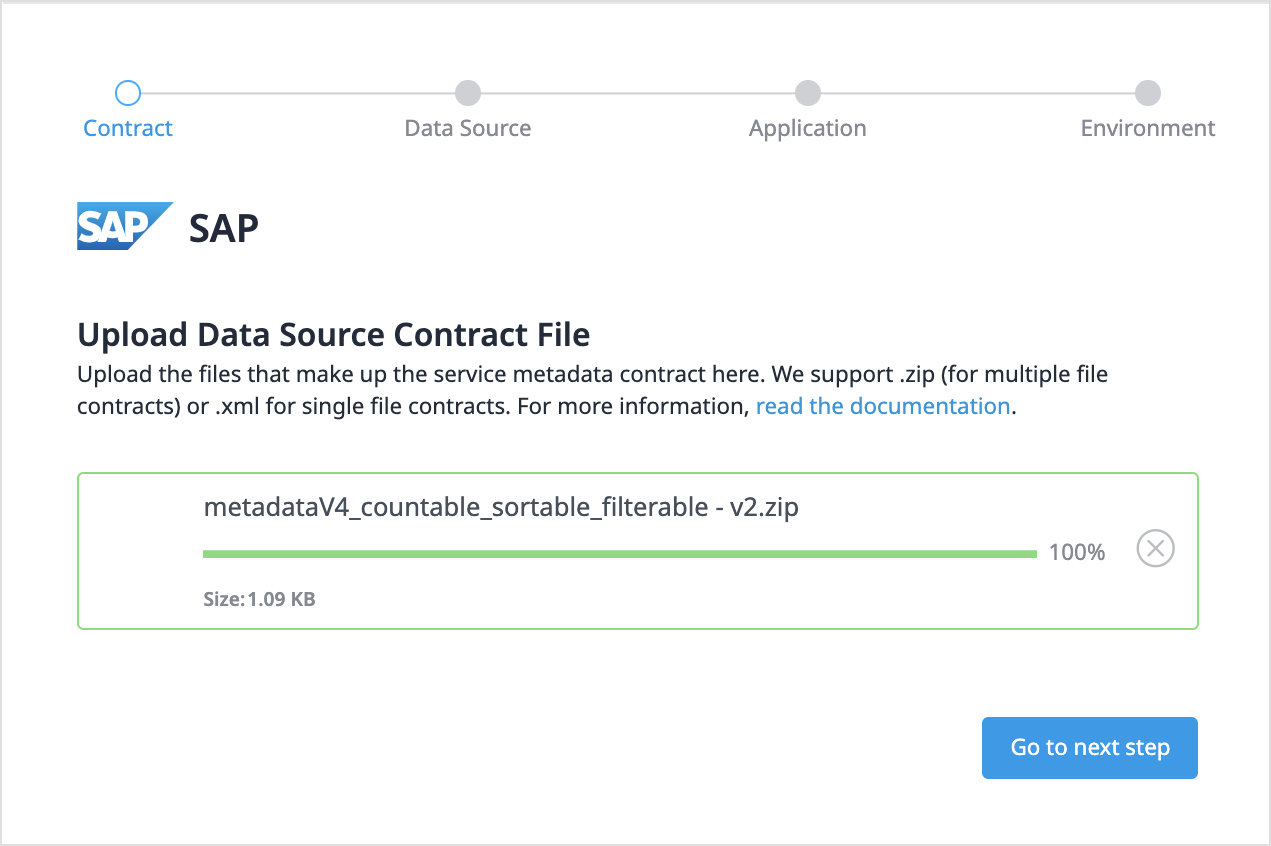 Contract
Data Source
Application
Environment
SAP SAP
Upload Data Source Contract File
Upload the files that make up the service metadata contract here. We support .zip (for multiple file
contracts) or .xml for single file contracts. For more information, read the documentation.
metadataV4_countable_sortable_filterable - v2.zip
100%
Size: 1.09 KB
Go to next step